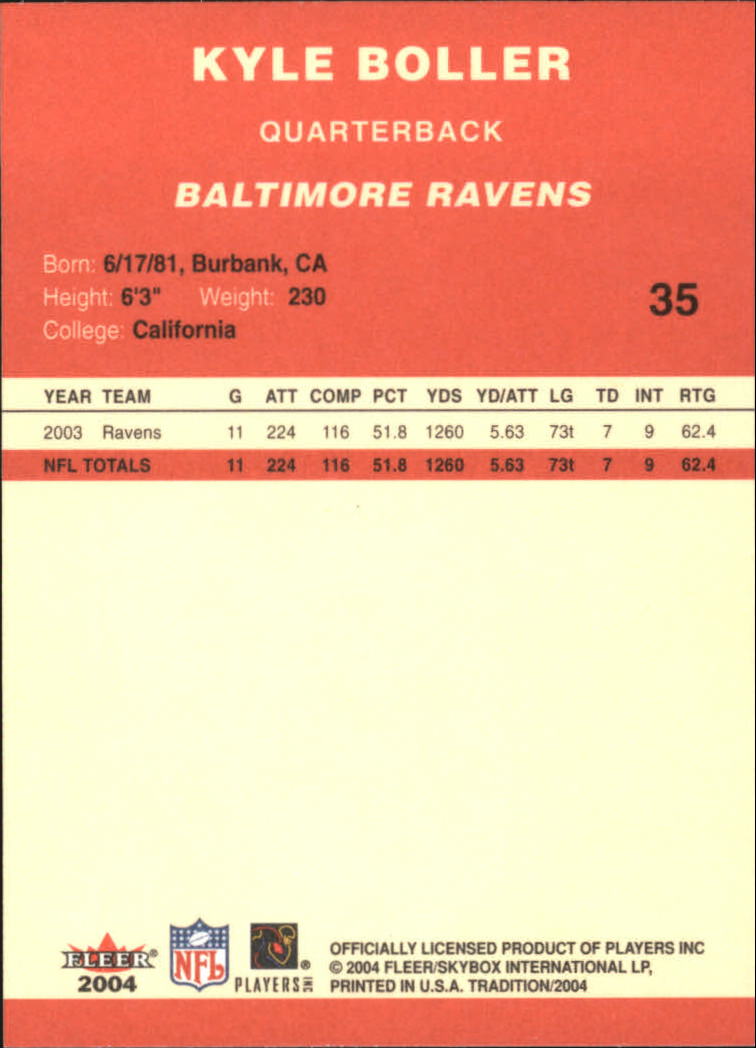 KYLE BOLLER
QUARTERBACK
BALTIMORE RAVENS
Born: 6/17/81, Burbank, CA
Height: 6'3" Weight: 230
35
College: California
YEAR TEAM G ATT COMP PCT YDS YD/ATT LG TD INT RTG
2003 Ravens 11 224 116 51.8 1260 5.63 73t 7 9 62.4
NFL TOTALS 11 224 116 51.8 1260 5.63 73t 7 9 62.4
FLEER®
2004
NFL
PLAYERS INC ®
OFFICIALLY LICENSED PRODUCT OF PLAYERS INC
© 2004 FLEER/SKYBOX INTERNATIONAL LP,
PRINTED IN U.S.A. TRADITION/2004